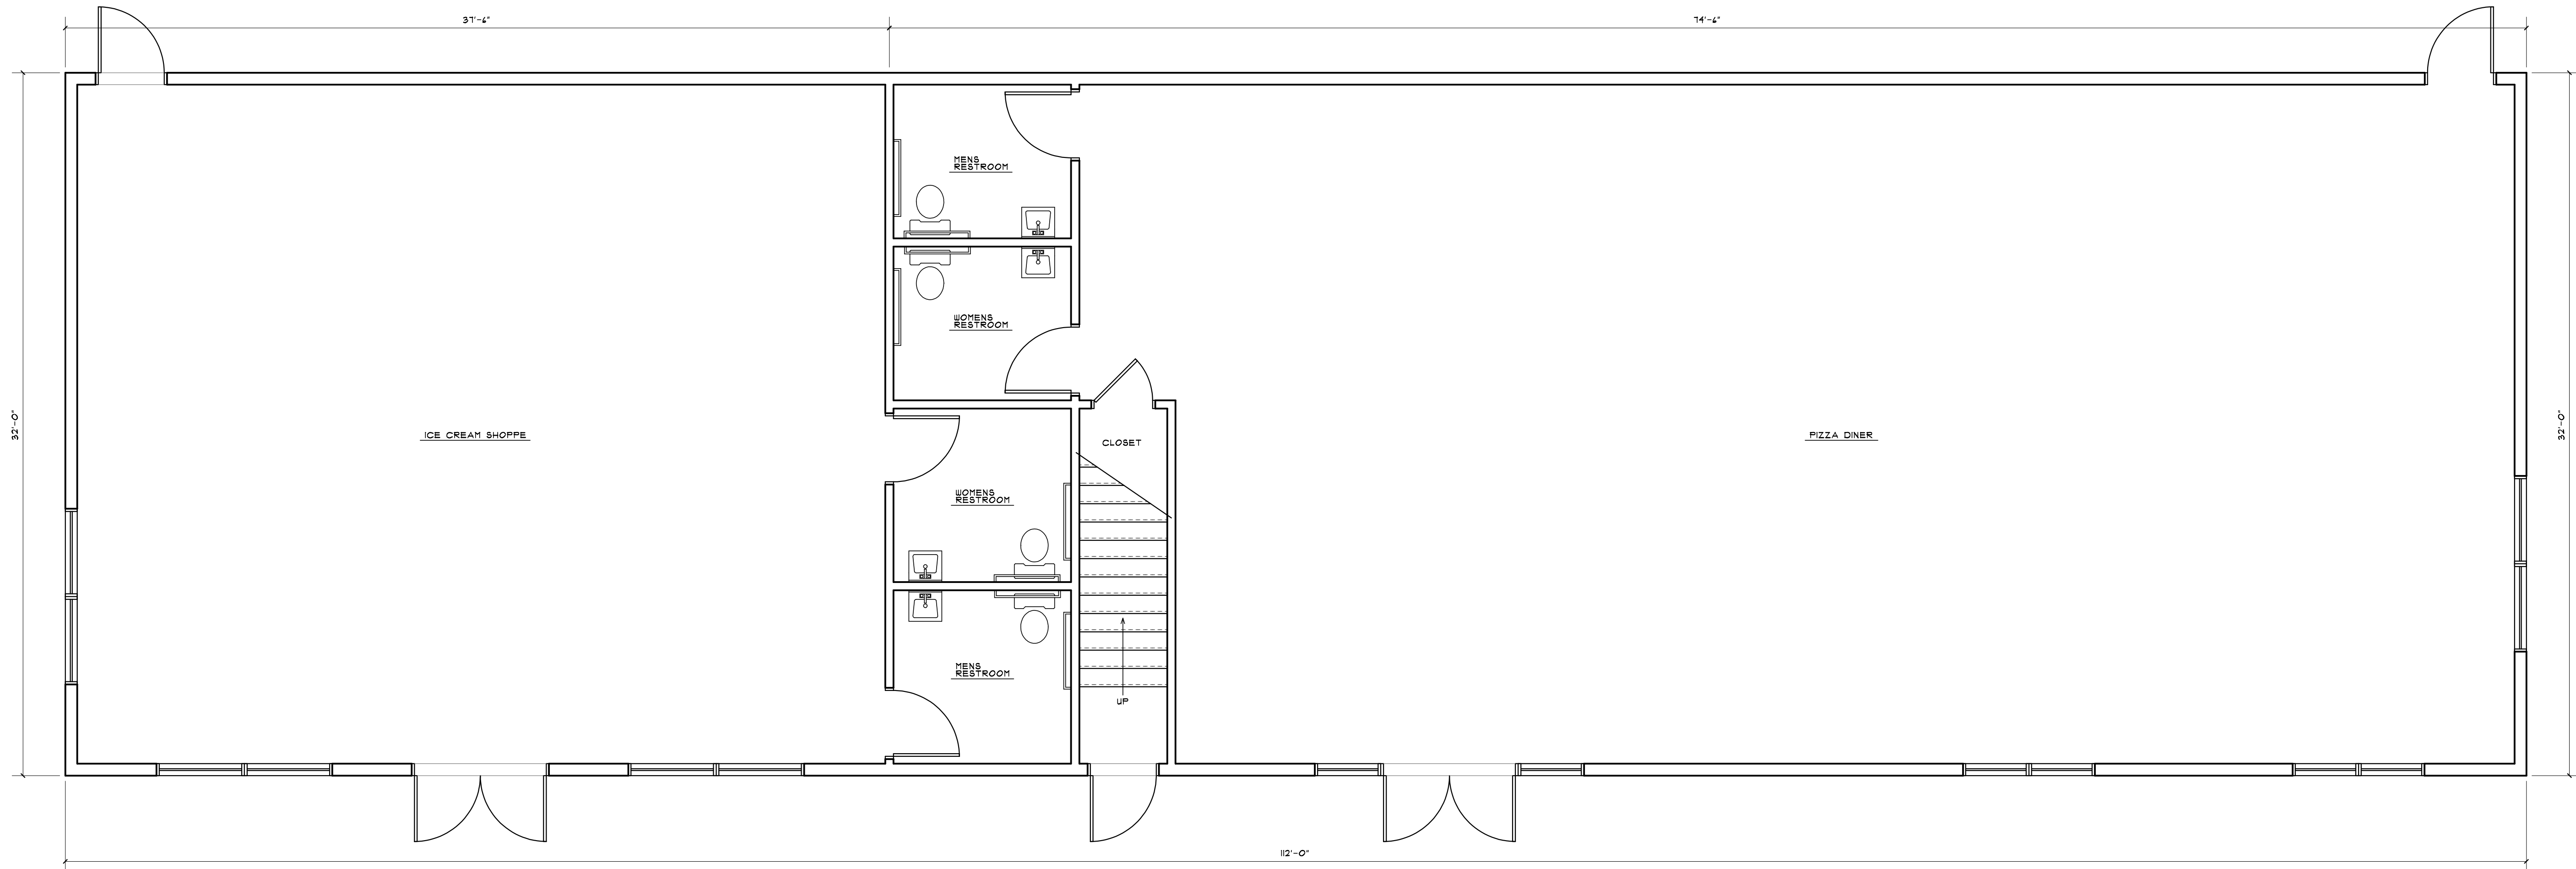 37'-6"
74'-6"
MENS
RESTROOM
WOMENS
RESTROOM
32'-0"
ICE CREAM SHOPPE
CLOSET
PIZZA DINER
32'-0"
WOMENS
RESTROOM
MENS
RESTROOM
UP
112'-0"